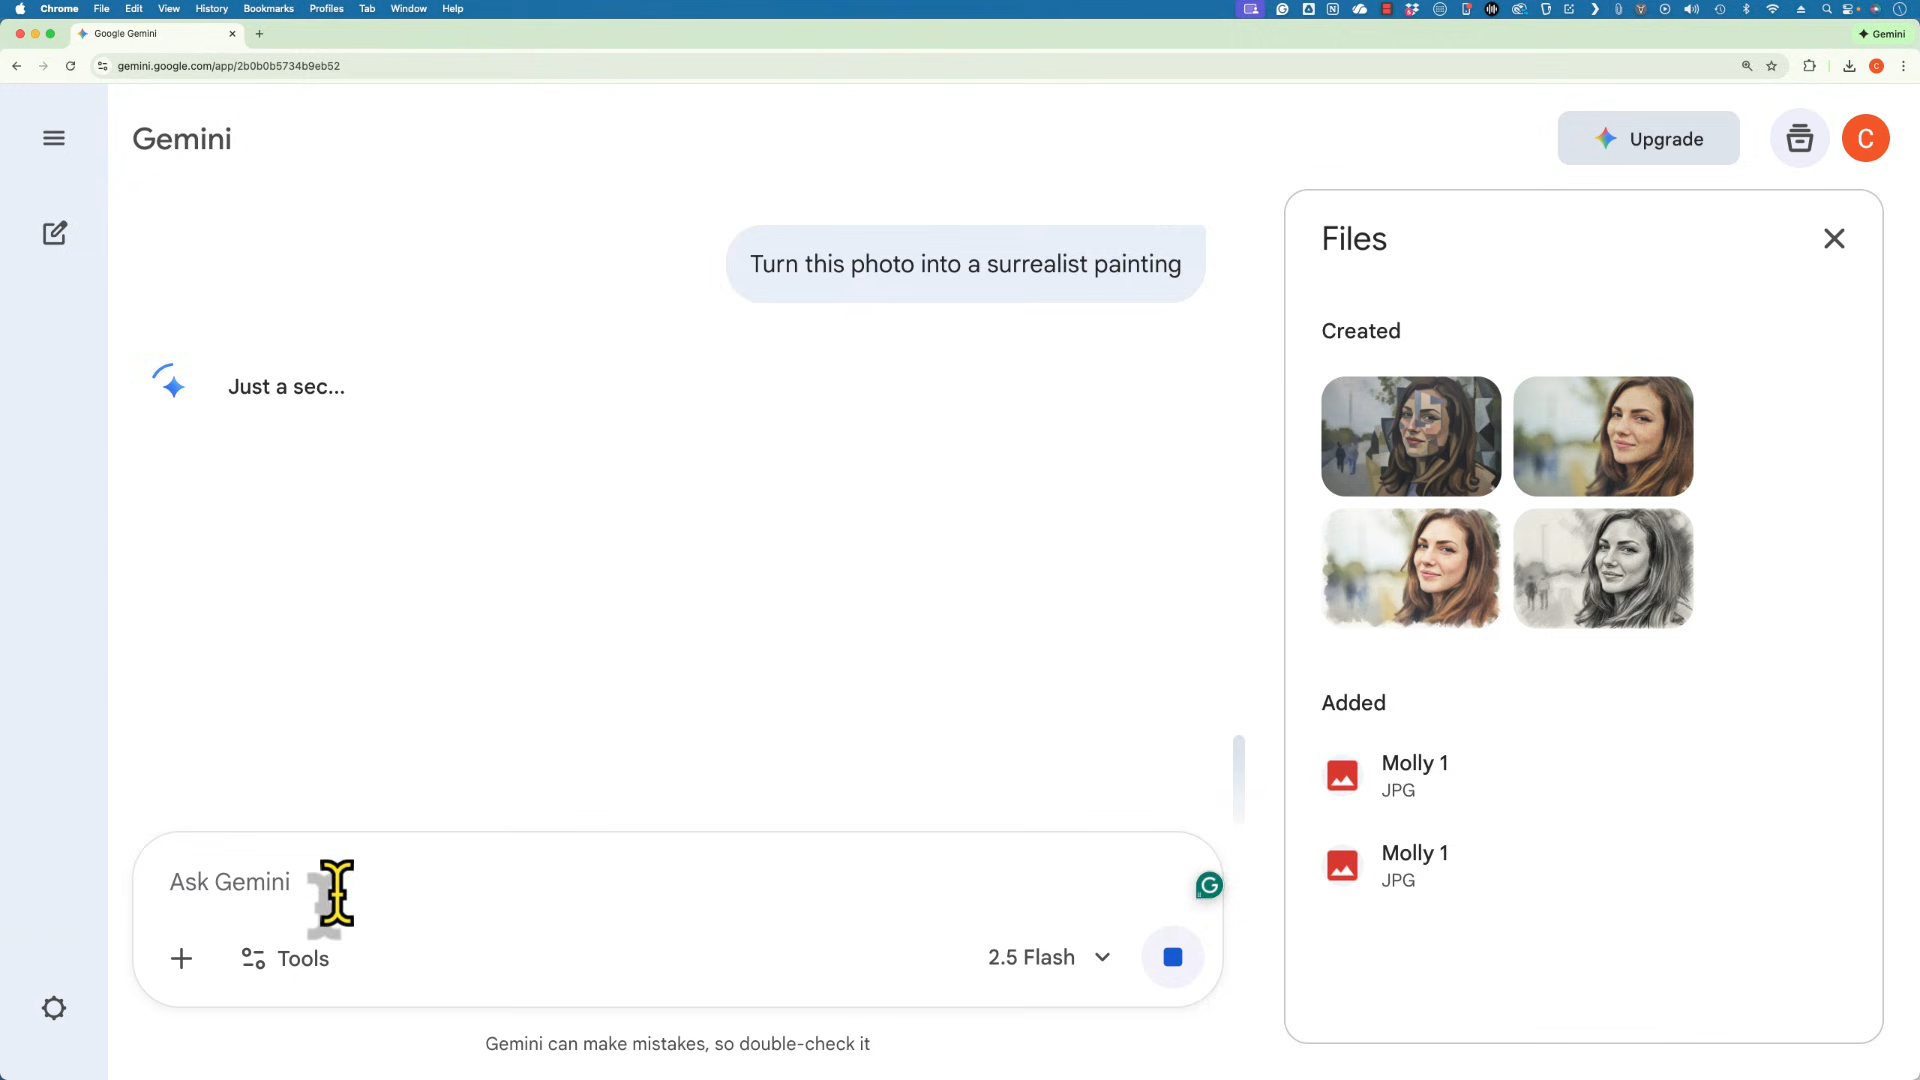 Chrome File Edit View History Bookmarks Profiles Tab Window Help
Google Gemini
Gemini
gemini.google.com/app/2b0b0b5734b9eb52
C
Gemini
Upgrade
C
Turn this photo into a surrealist painting
Just a sec...
Files
Created
Added
Molly 1
JPG
Molly 1
JPG
Ask Gemini
G
Tools
2.5 Flash
Gemini can make mistakes, so double-check it